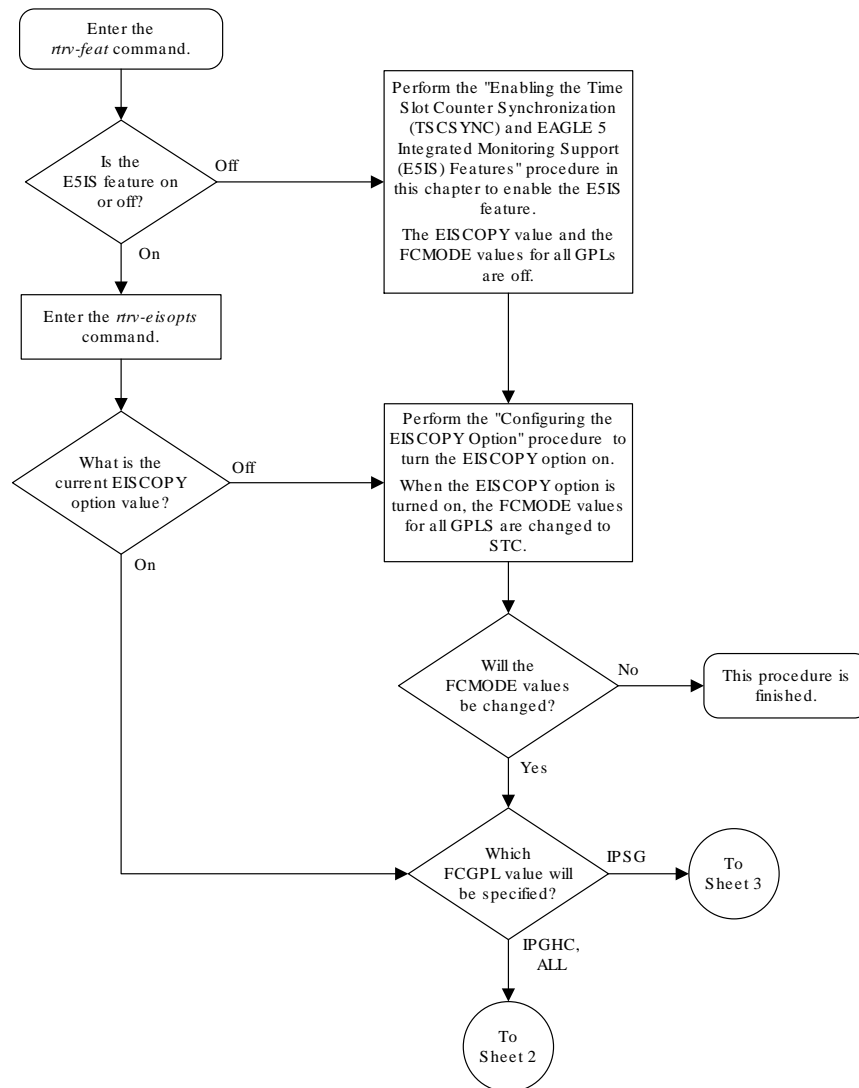 Enter the
rtrv-feat command.
Perform the "Enabling the Time
Slot Counter Synchronization
(TSCSYNC) and EAGLE 5
Integrated Monitoring Support
(E5IS) Features" procedure in
this chapter to enable the E5IS
feature.
The EISCOPY value and the
FCMODE values for all GPLs
are off.
Is the
E5IS feature on
or off?
Off
On
Enter the rtrv-eisopts
command.
Perform the "Configuring the
EISCOPY Option" procedure to
turn the EISCOPY option on.
When the EISCOPY option is
turned on, the FCMODE values
for all GPLS are changed to
STC.
What is the
current EISCOPY
option value?
Off
On
Will the
FCMODE values
be changed?
No
This procedure is
finished.
Yes
Which
FCGPL value will
be specified?
IPSG
To
Sheet 3
IPGHC,
ALL
To
Sheet 2